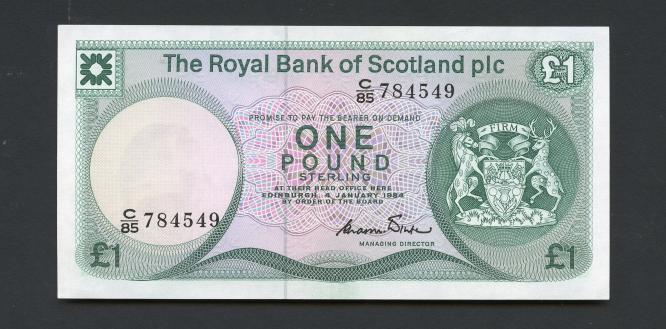 The Royal Bank of Scotland plc
£1
C/85 784549
PROMISE TO PAY THE BEARER ON DEMAND
ONE
POUND
STERLING
AT THEIR HEAD OFFICE HERE
EDINBURGH, 4 JANUARY 1984
BY ORDER OF THE BOARD
FIRM
C/85 784549
MANAGING DIRECTOR
£1
£1